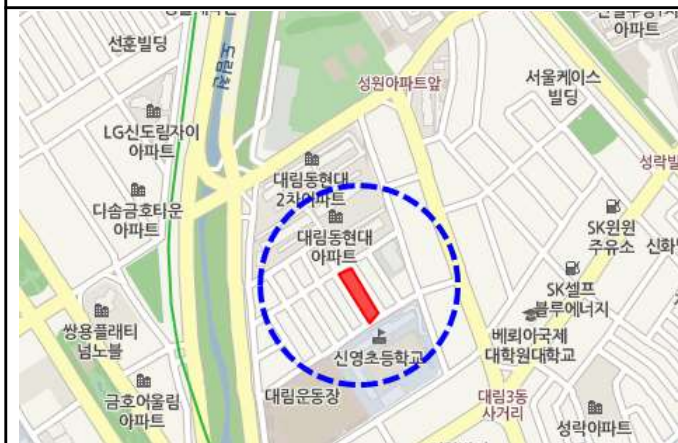 선훈빌딩
도림천
성원아파트앞
서울케이스
빌딩
아파트
LG신도림자이
아파트
대림동현대
2차아파트
성락빌
디솜금호타운
아파트
대림동현대
아파트
SK윈윈
주유소
신화
SK셀프
블루에너지
쌍용플래티
넘노블
신영초등학교
베뢰아국제
대학원대학교
금호어울림
아파트
대림운동장
대림3동
사거리
성락아파트